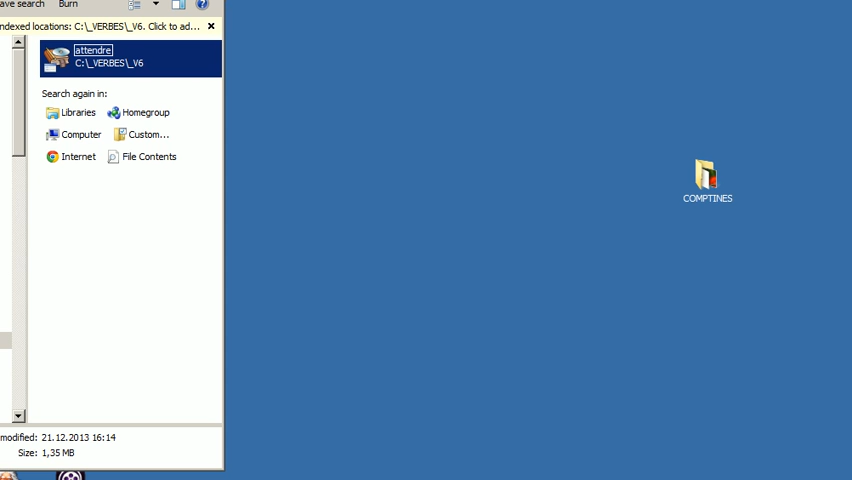 ave search Burn
ndexed locations: C:\_VERBES\_V6. Click to ad...
attendre
C:\_VERBES\_V6
Search again in:
Libraries Homegroup
Computer Custom...
Internet File Contents
COMPTINES
modified: 21.12.2013 16:14
Size: 1,35 MB